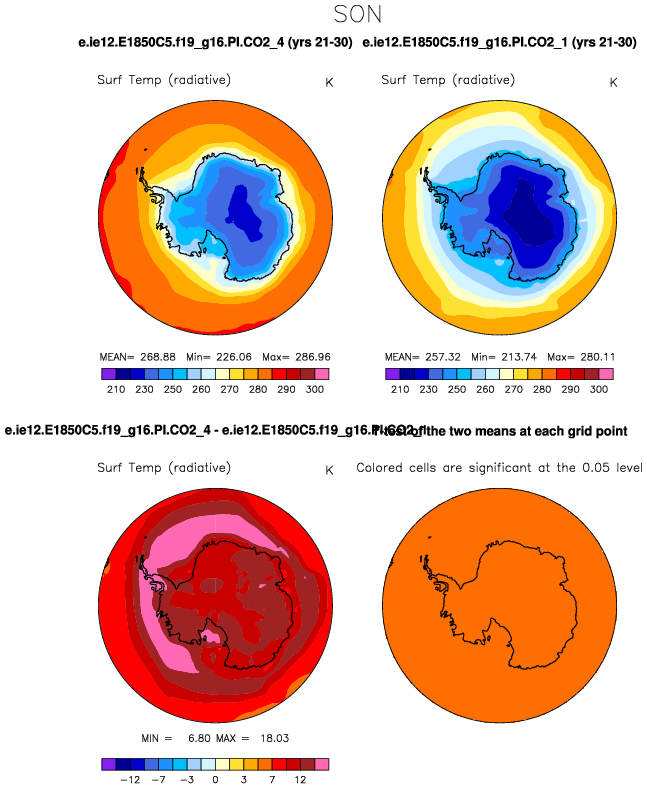 SON
e.ie12.E1850C5.f19_g16.PI.CO2_4 (yrs 21-30) e.ie12.E1850C5.f19_g16.PI.CO2_1 (yrs 21-30)
Surf Temp (radiative) K Surf Temp (radiative) K
MEAN= 268.88 Min= 226.06 Max= 286.96 MEAN= 257.32 Min= 213.74 Max= 280.11
210 230 250 260 270 280 290 300 210 230 250 260 270 280 290 300
e.ie12.E1850C5.f19_g16.PI.CO2_4 - e.ie12.E1850C5.f19_g16.PI.CO2_1 T-test of the two means at each grid point
Surf Temp (radiative) K Colored cells are significant at the 0.05 level
MIN = 6.80 MAX = 18.03
-12 -7 -3 0 3 7 12